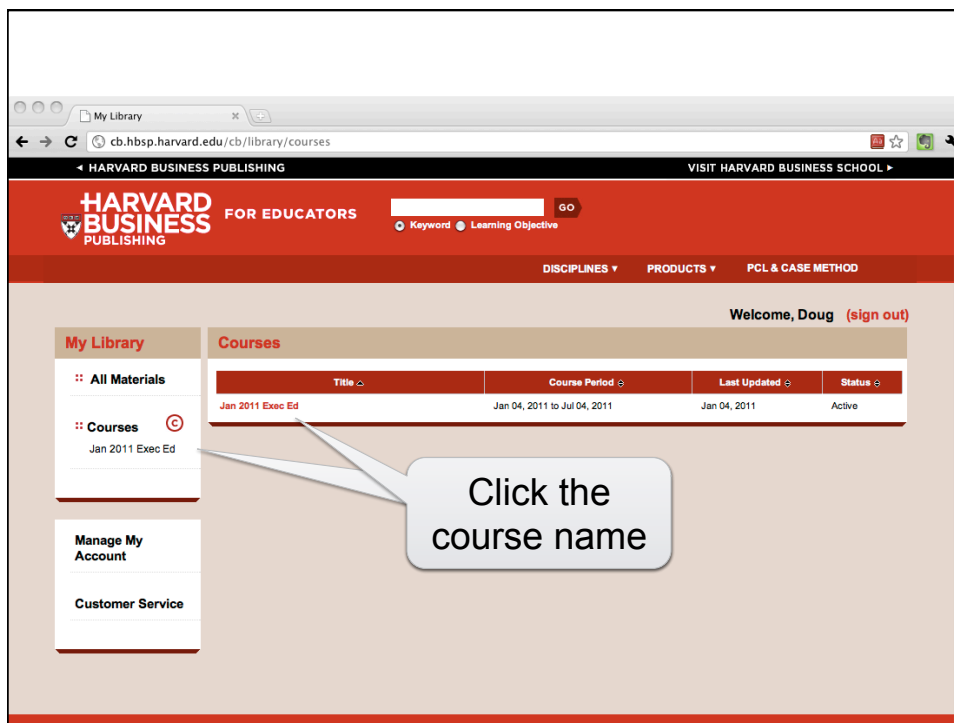 My Library
cb.hbsp.harvard.edu/cb/library/courses
◄ HARVARD BUSINESS PUBLISHING VISIT HARVARD BUSINESS SCHOOL ►
HARVARD
BUSINESS
PUBLISHING
FOR EDUCATORS
GO
Keyword Learning Objective
DISCIPLINES ▼ PRODUCTS ▼ PCL & CASE METHOD
Welcome, Doug (sign out)
My Library
All Materials
Courses C
Jan 2011 Exec Ed
Manage My
Account
Customer Service
Courses
Title Course Period Last Updated Status
Jan 2011 Exec Ed Jan 04, 2011 to Jul 04, 2011 Jan 04, 2011 Active
Click the
course name